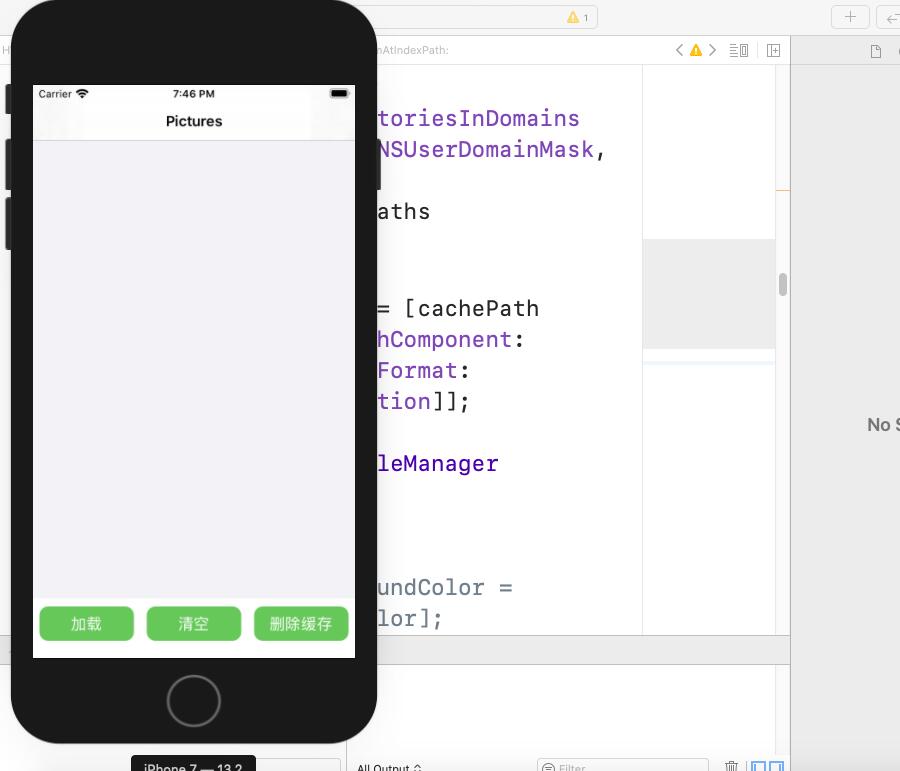 1
mAtIndexPath:
Carrier
7:46 PM
Pictures
toriesInDomains
NSUserDomainMask,
aths
= [cachePath
hComponent:
Format:
tion]];
No S
leManager
undColor =
lor];
加载
清空
删除缓存
iPhone 7 — 13.2
All Output
Filter